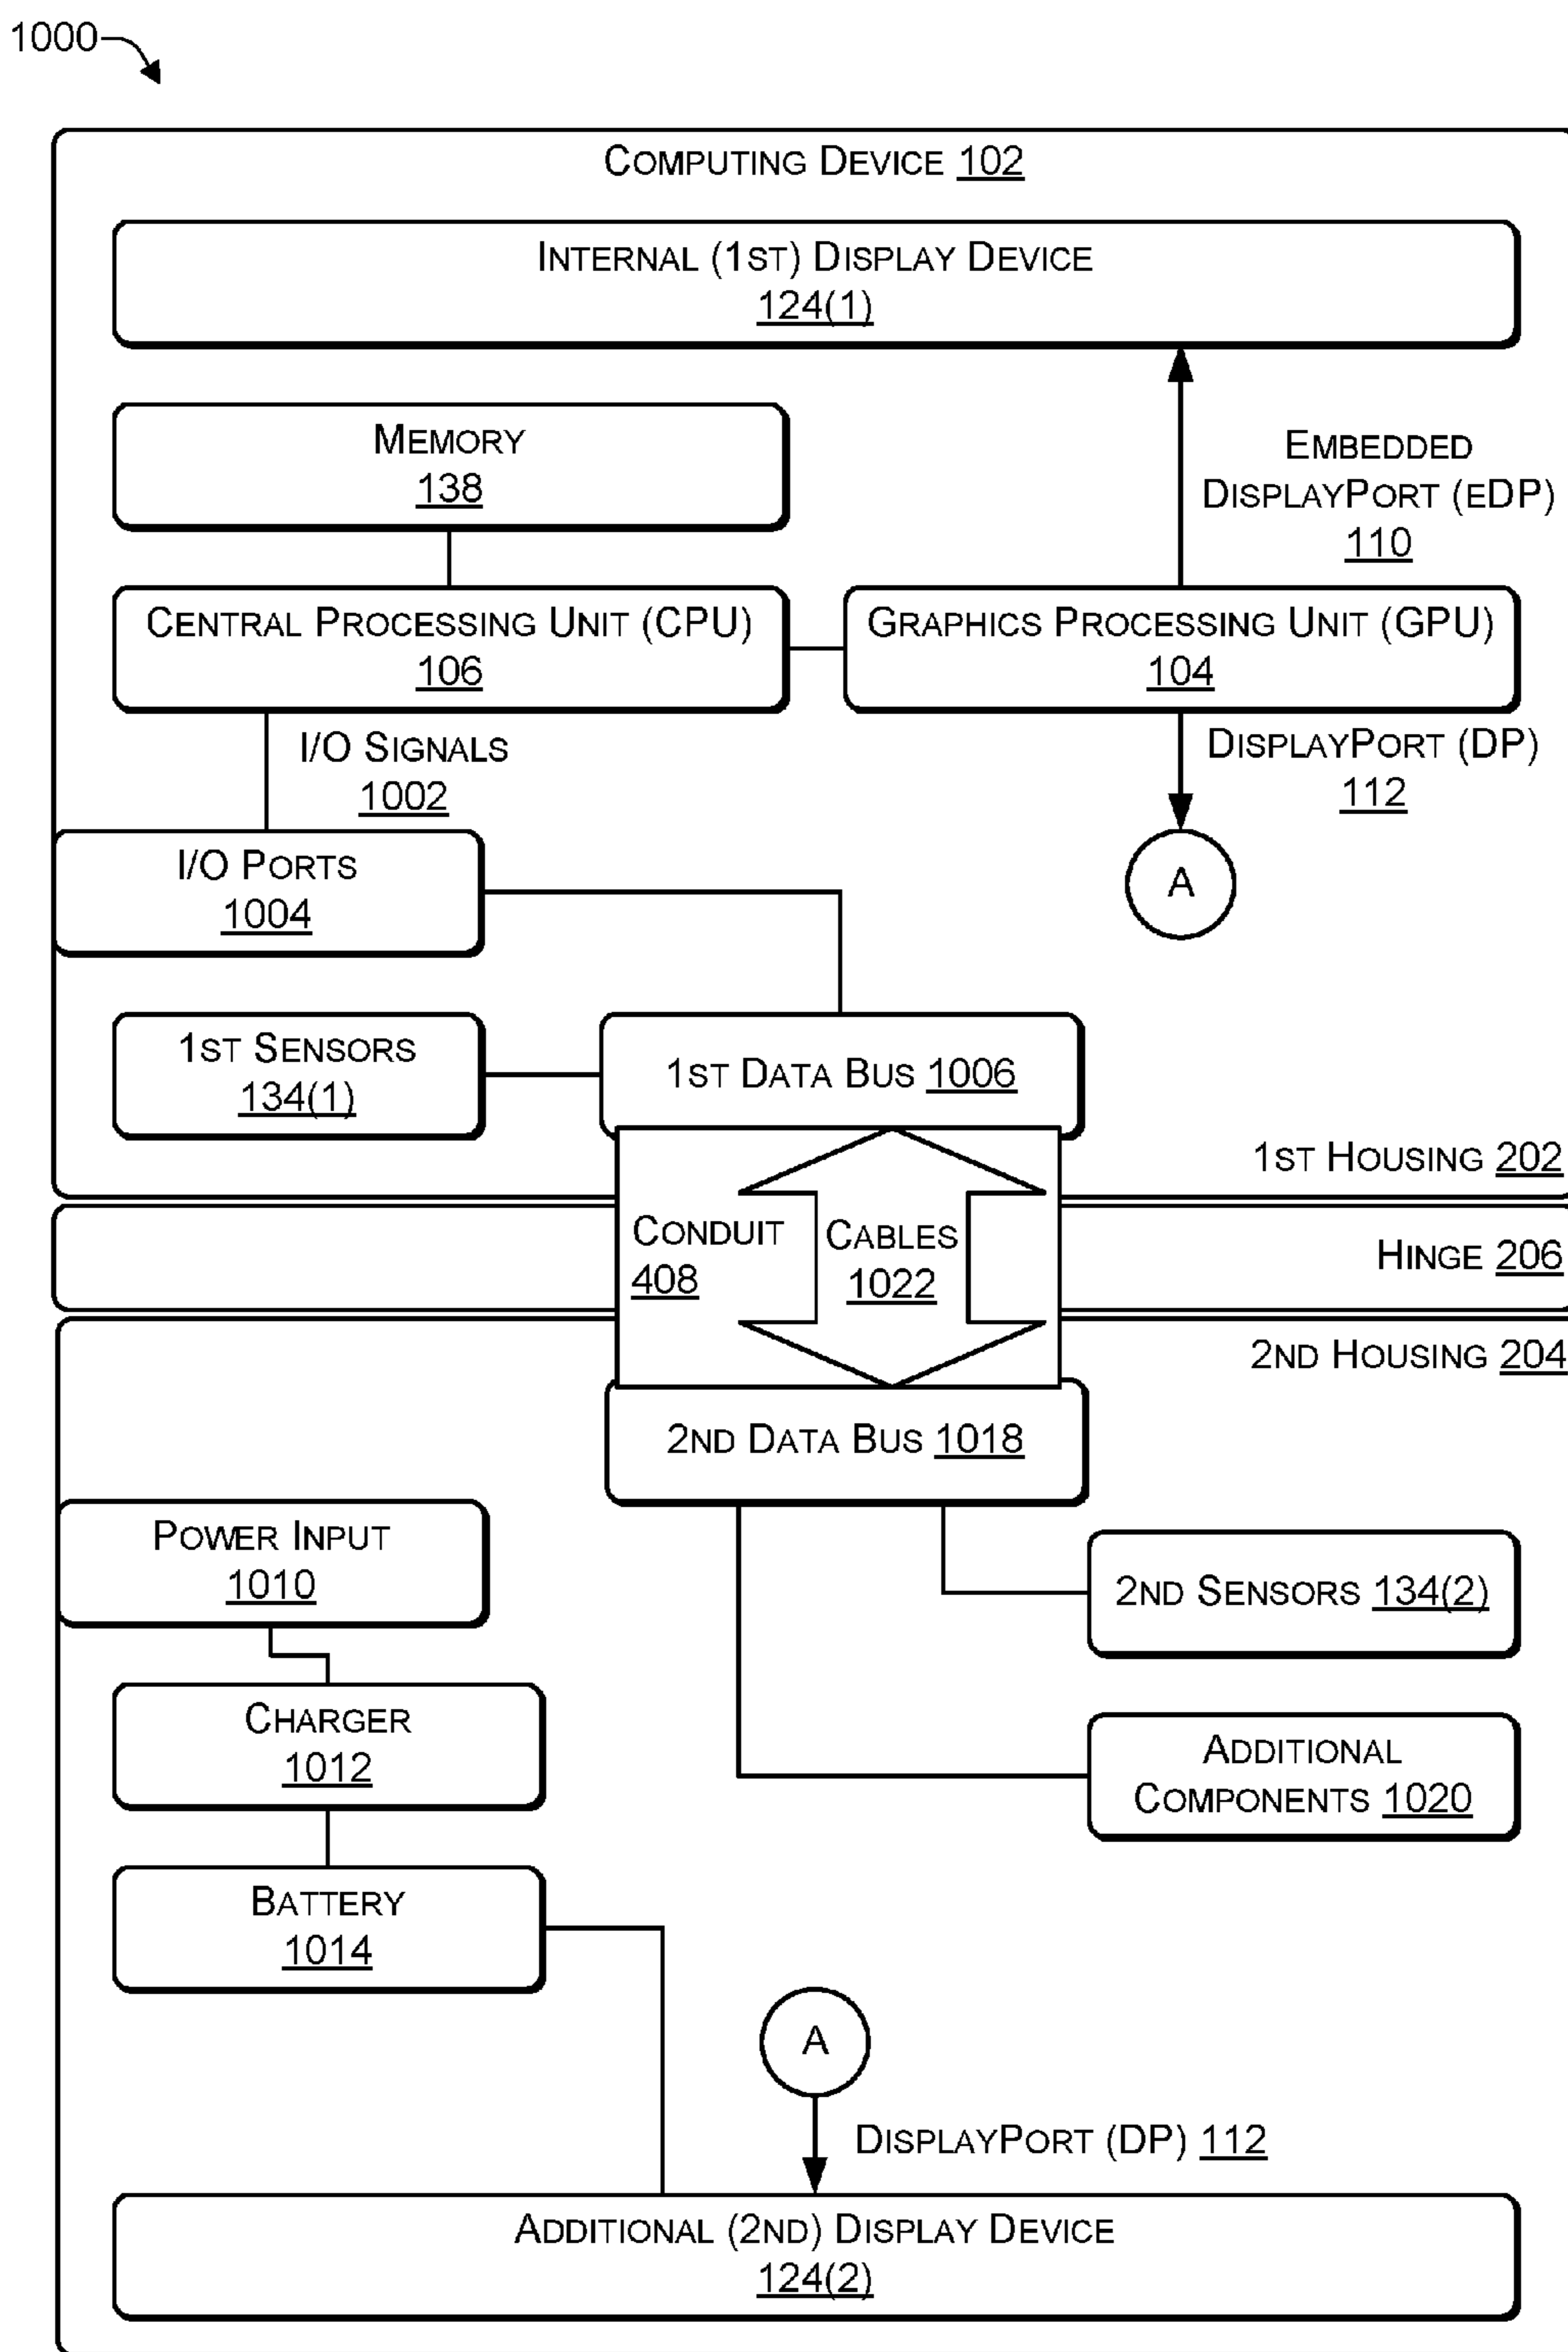 1000
COMPUTING DEVICE 102
INTERNAL (1ST) DISPLAY DEVICE
124(1)
MEMORY
138
EMBEDDED
DISPLAYPORT (EDP)
110
CENTRAL PROCESSING UNIT (CPU)
106
GRAPHICS PROCESSING UNIT (GPU)
104
I/O SIGNALS
1002
DISPLAYPORT (DP)
112
I/O PORTS
1004
A
1ST SENSORS
134(1)
1ST DATA BUS 1006
1ST HOUSING 202
CONDUIT
408
CABLES
1022
HINGE 206
2ND HOUSING 204
2ND DATA BUS 1018
POWER INPUT
1010
2ND SENSORS 134(2)
CHARGER
1012
ADDITIONAL
COMPONENTS 1020
BATTERY
1014
A
DISPLAYPORT (DP) 112
ADDITIONAL (2ND) DISPLAY DEVICE
124(2)